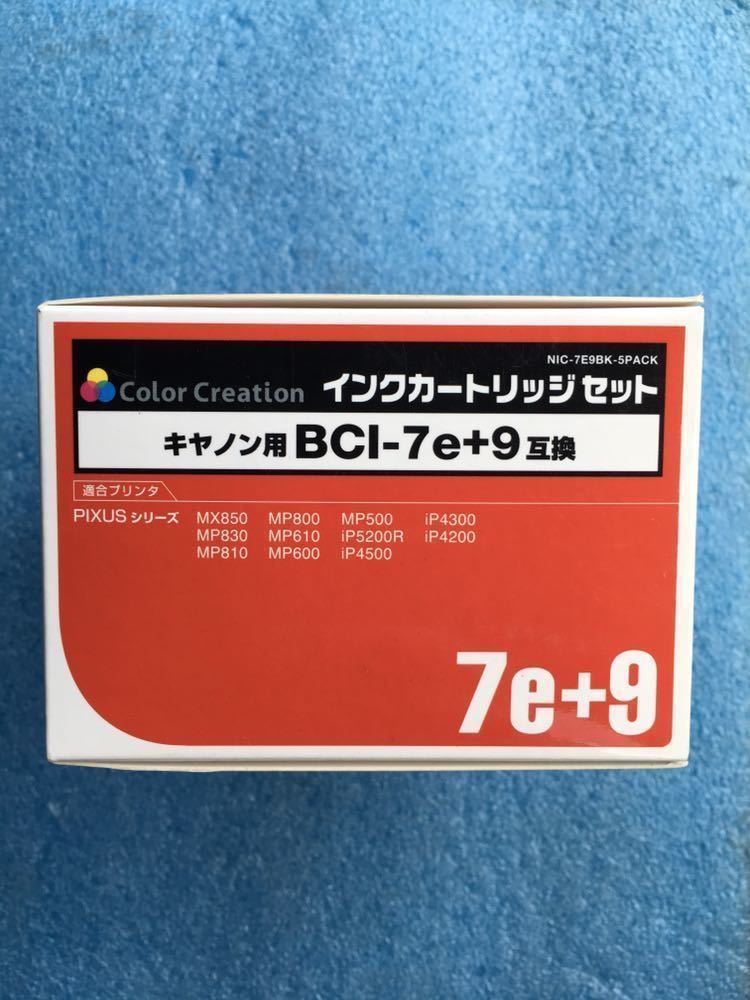 NIC-7E9BK-5PACK
Color Creation インクカートリッジセット
キヤノン用 BCI-7e+9 互換
適合プリンタ
PIXUS シリーズ MX850 MP800 MP500 iP4300
MP830 MP610 iP5200R iP4200
MP810 MP600 iP4500
7e+9